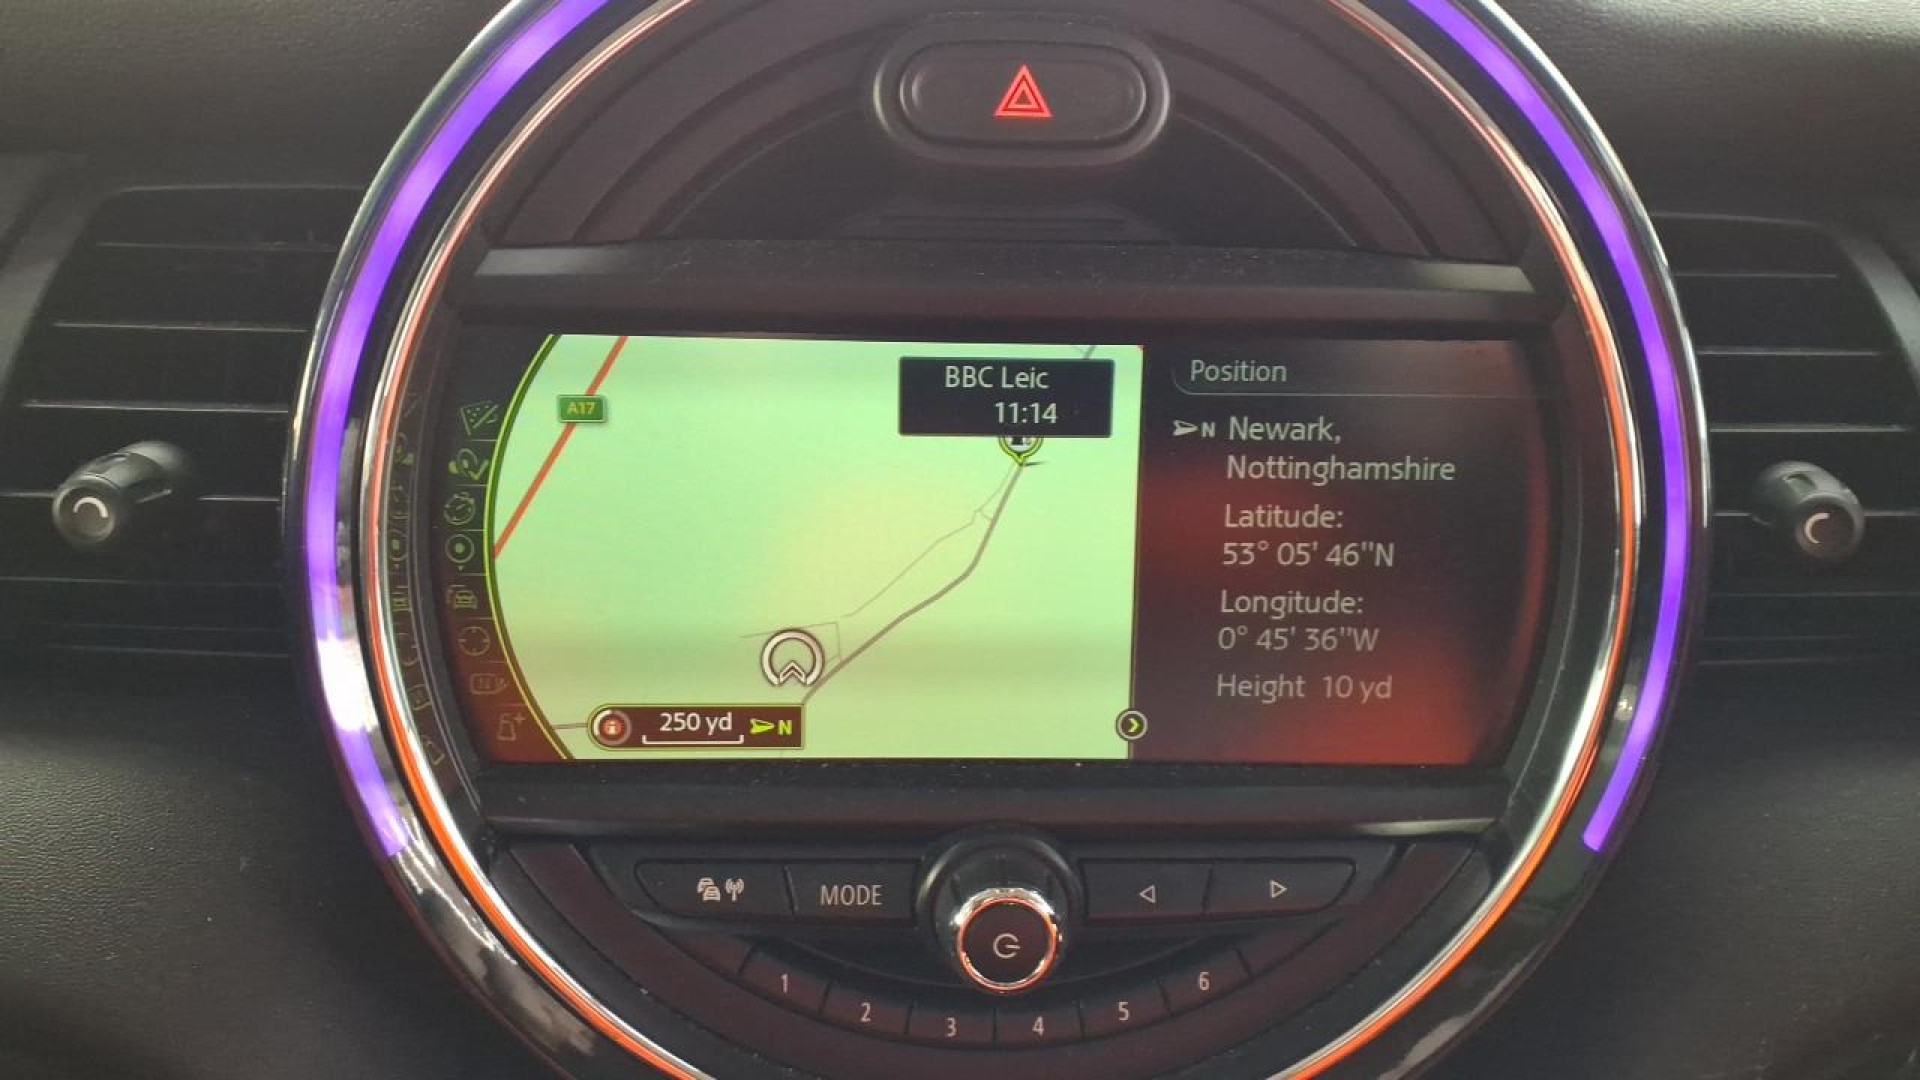 A17
BBC Leic
11:14
250 yd N
Position
N Newark,
Nottinghamshire
Latitude:
53° 05' 46"N
Longitude:
0° 45' 36"W
Height 10 yd
MODE
1
2
3
4
5
6